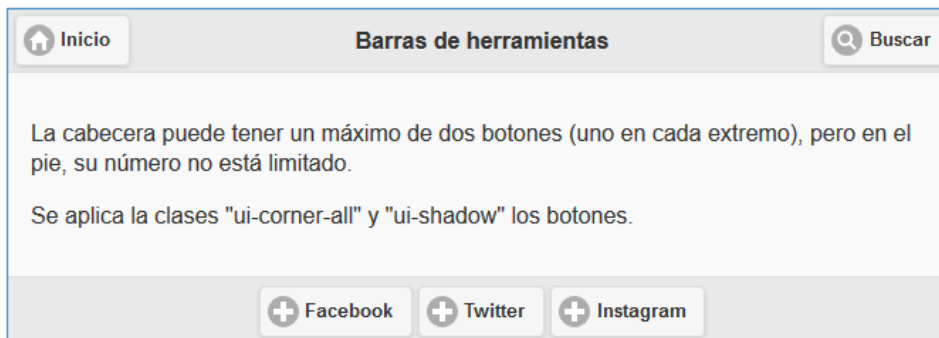 Inicio Barras de herramientas Buscar
La cabecera puede tener un máximo de dos botones (uno en cada extremo), pero en el
pie, su número no está limitado.
Se aplica la clases "ui-corner-all" y "ui-shadow" los botones.
Facebook Twitter Instagram